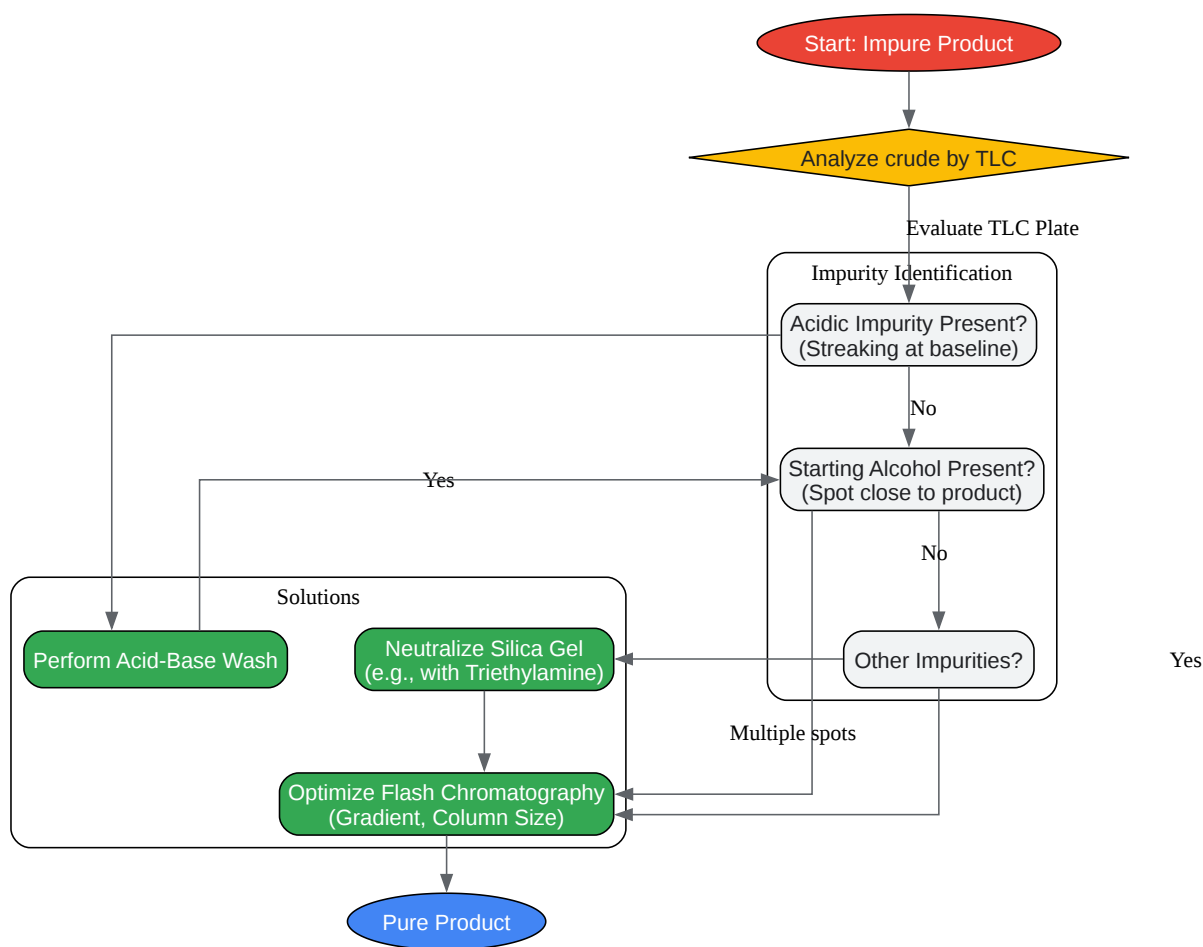 Start: Impure Product
Analyze crude by TLC
Evaluate TLC Plate
Impurity Identification
Acidic Impurity Present?
(Streaking at baseline)
No
Starting Alcohol Present?
(Spot close to product)
Yes
No
Solutions
Perform Acid-Base Wash
Neutralize Silica Gel
(e.g., with Triethylamine)
Other Impurities?
Yes
Multiple spots
Optimize Flash Chromatography
(Gradient, Column Size)
Pure Product